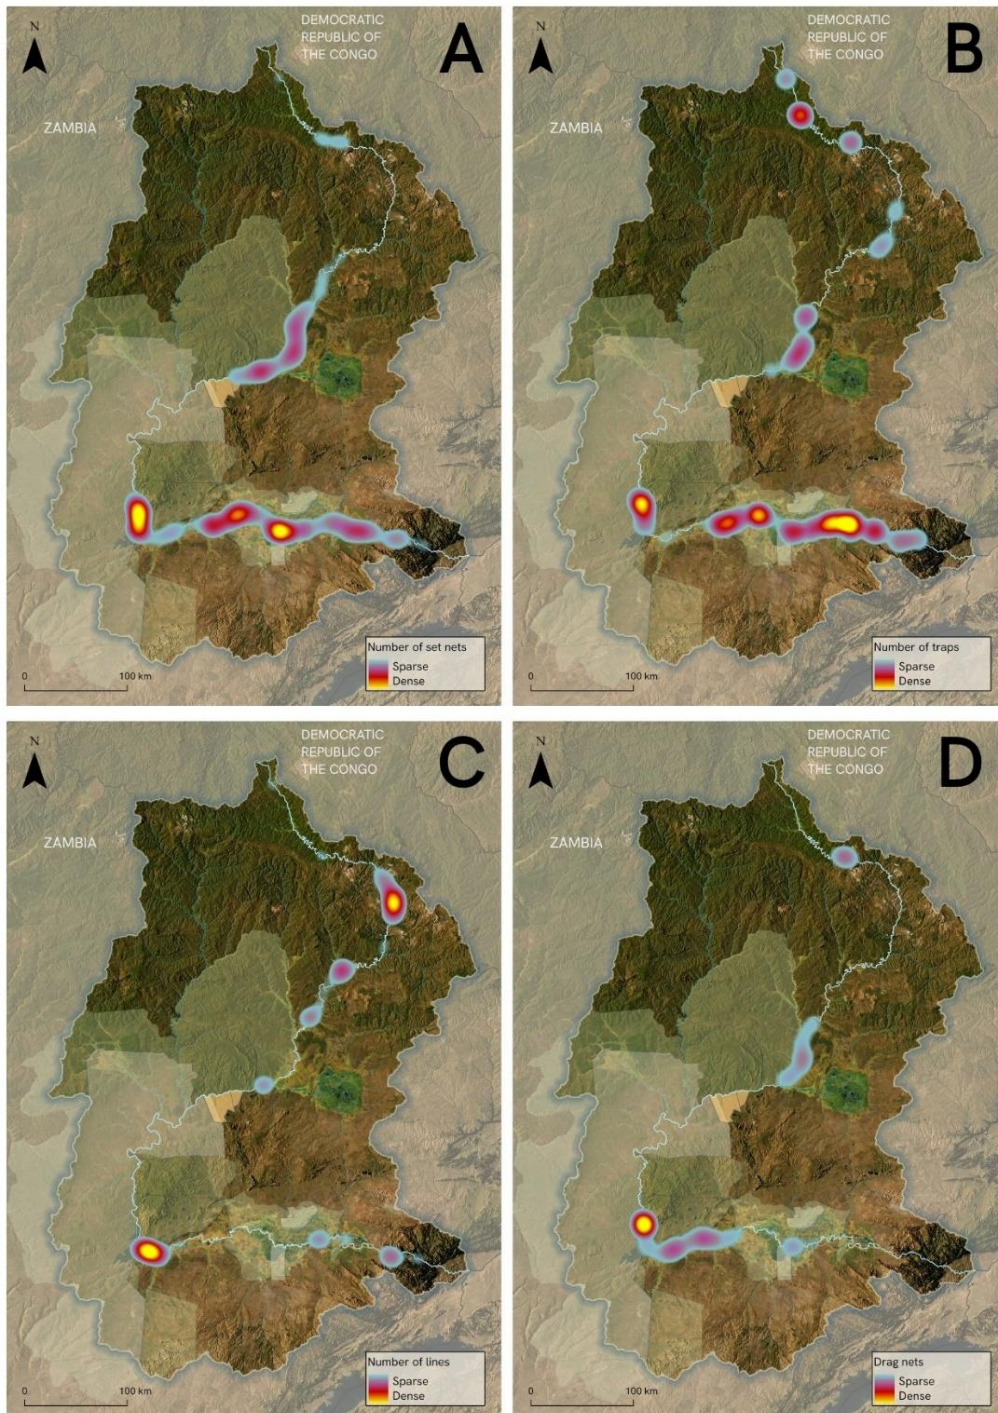 N
DEMOCRATIC
REPUBLIC OF
THE CONGO
A
ZAMBIA
Number of set nets
Sparse
Dense
0 100 km
N
DEMOCRATIC
REPUBLIC OF
THE CONGO
B
ZAMBIA
Number of traps
Sparse
Dense
0 100 km
N
DEMOCRATIC
REPUBLIC OF
THE CONGO
C
ZAMBIA
Number of lines
Sparse
Dense
0 100 km
N
DEMOCRATIC
REPUBLIC OF
THE CONGO
D
ZAMBIA
Drag nets
Sparse
Dense
0 100 km